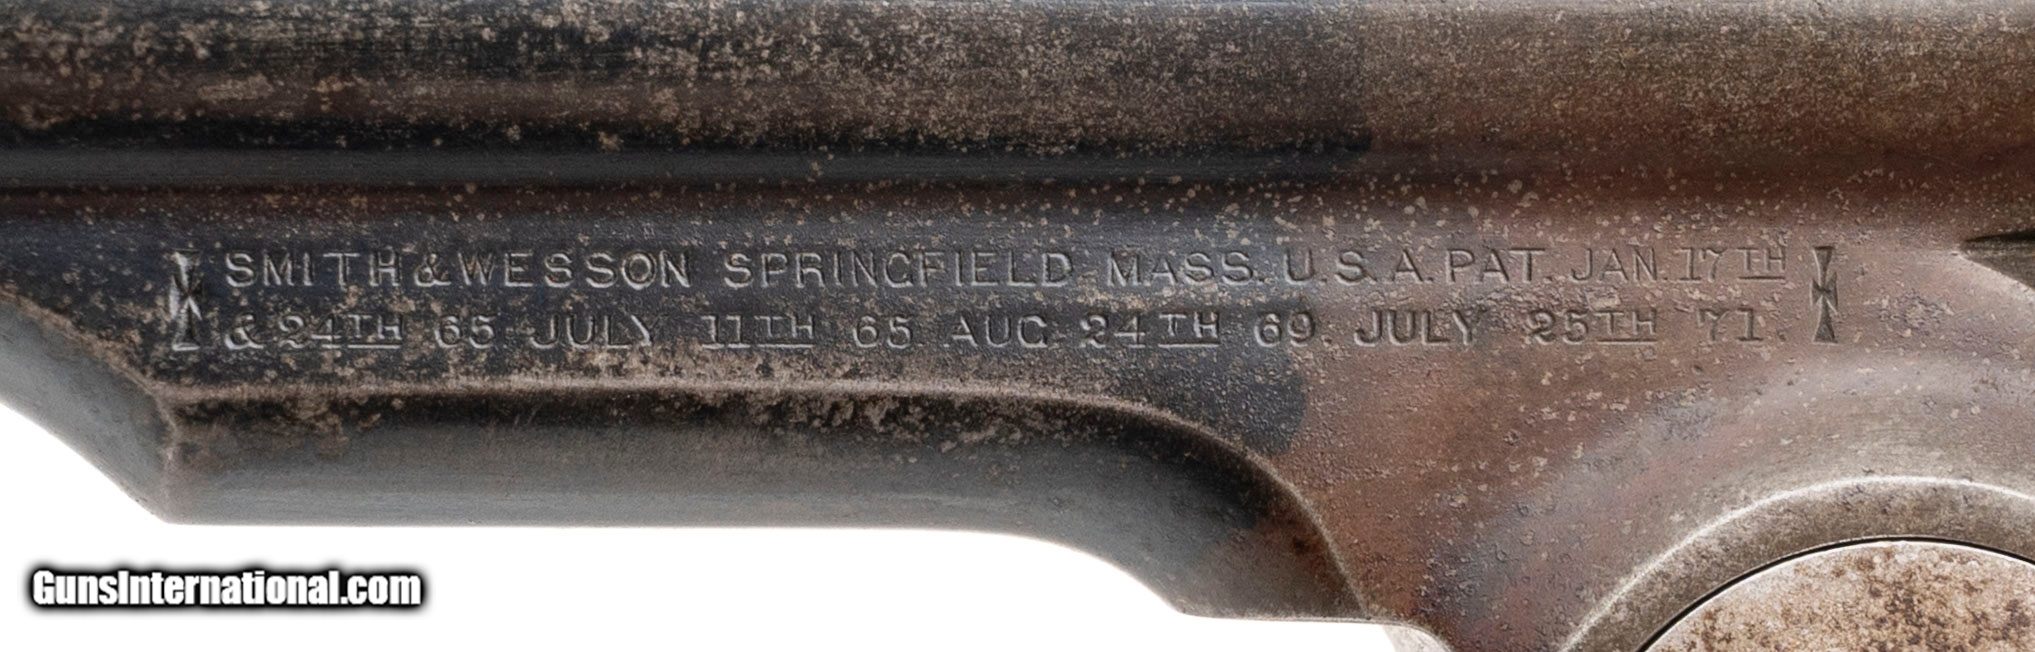 SMITH & WESSON SPRINGFIELD MASS. U.S.A. PAT. JAN. 17TH
& 24TH 65. JULY 11TH 65 AUG 24TH 69. JULY 25TH 71.
GunsInternational.com